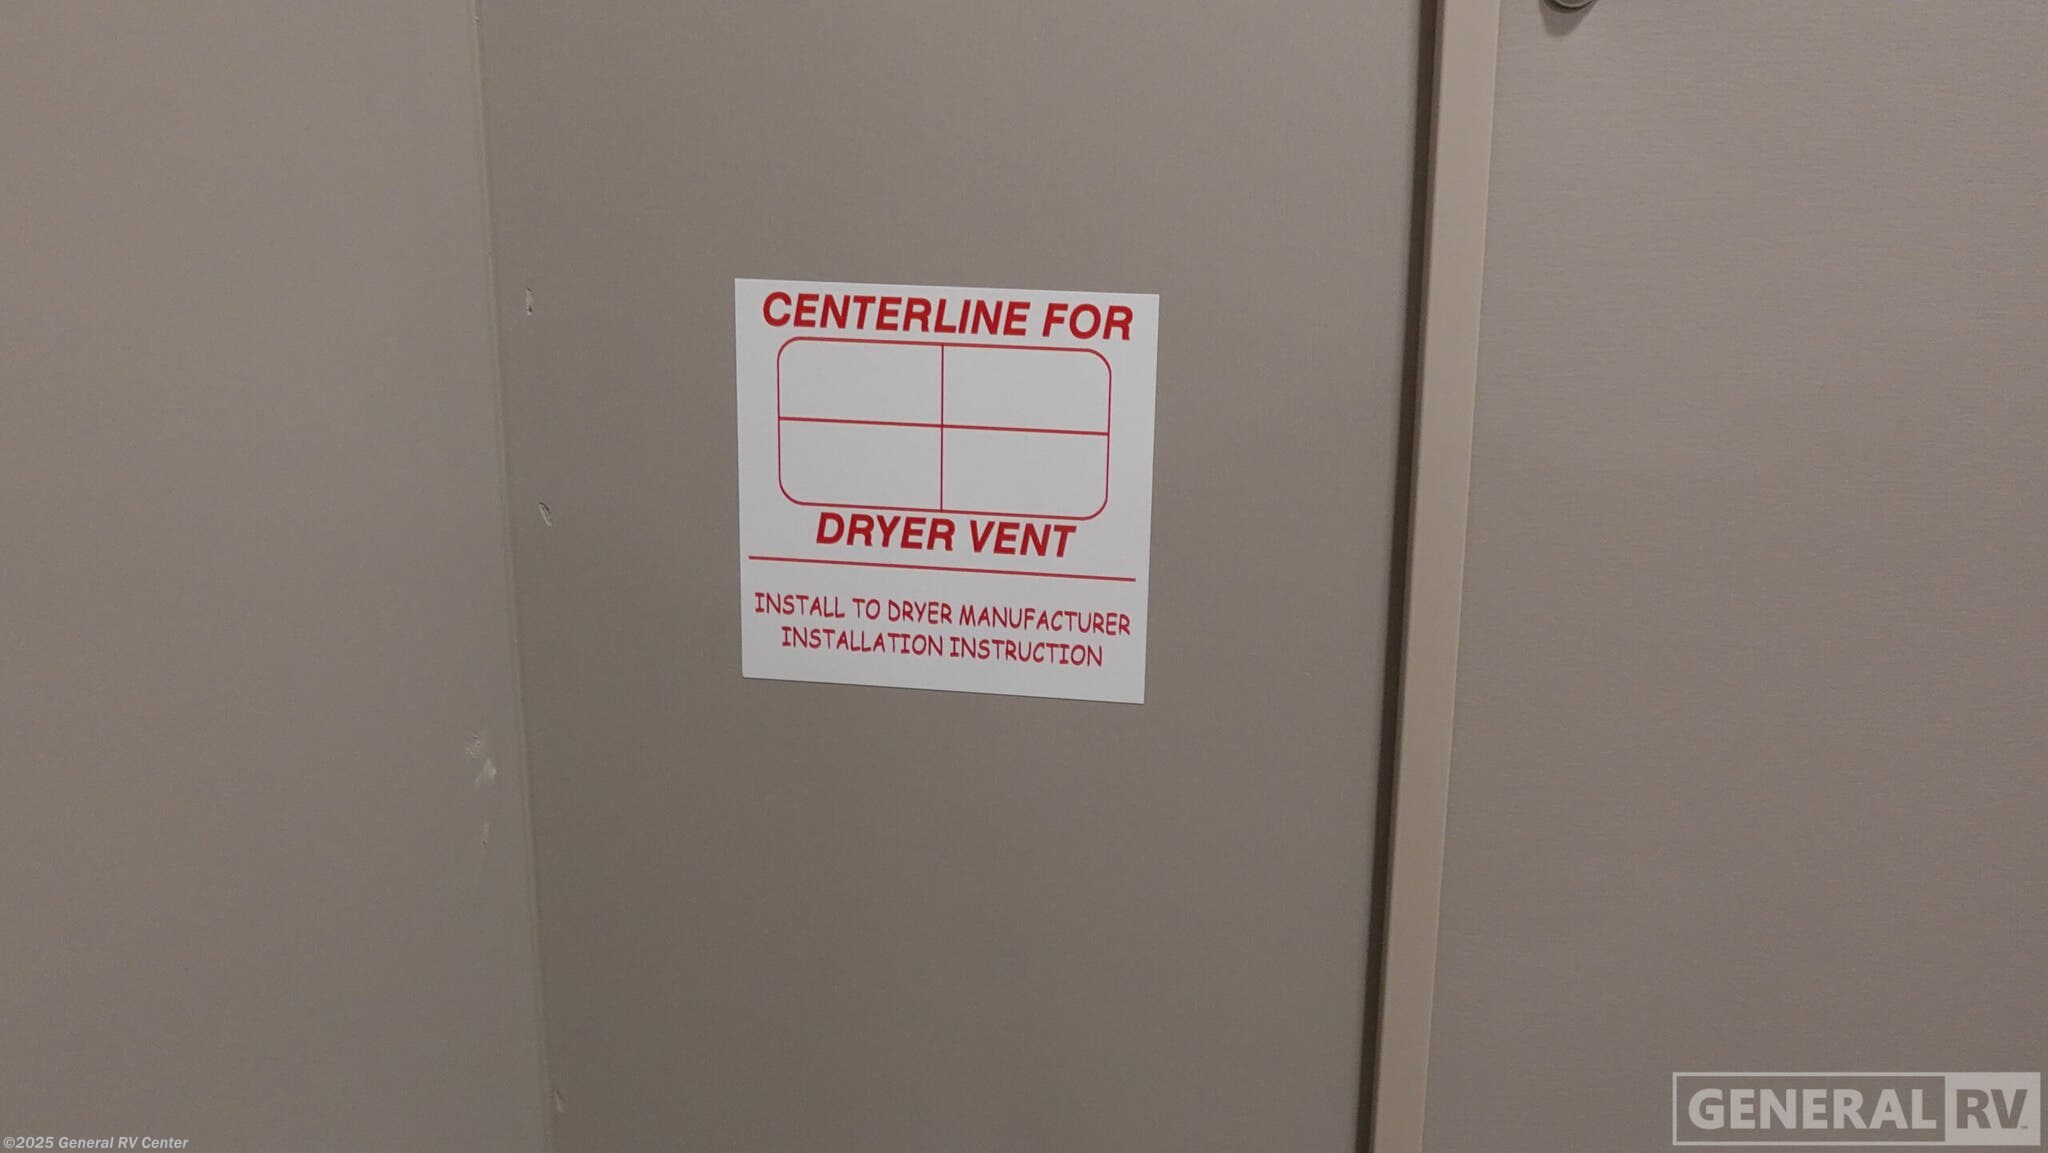 CENTERLINE FOR
DRYER VENT
INSTALL TO DRYER MANUFACTURER
INSTALLATION INSTRUCTION
©2025 General RV Center
GENERAL RV